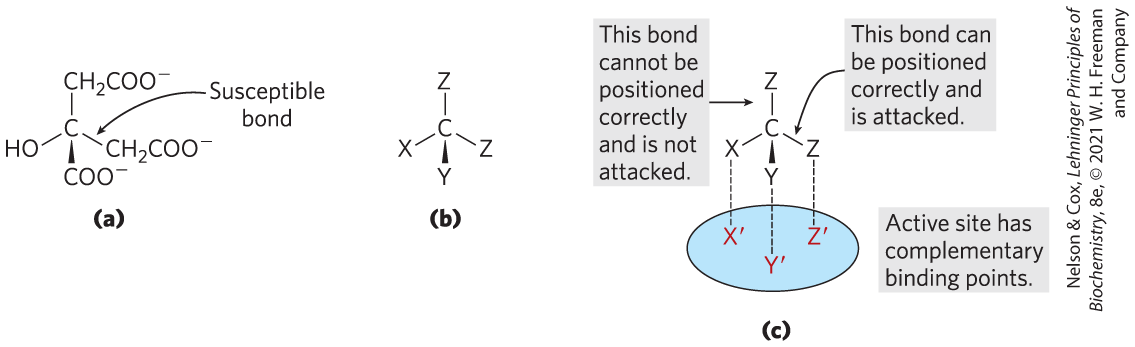 CH₂COO⁻
Susceptible
bond
C
HO
CH₂COO⁻
COO⁻
(a)
Z
C
X
Z
Y
(b)
This bond
cannot be
positioned
correctly
and is not
attacked.
Z
C
X
Z
Y
This bond can
be positioned
correctly and
is attacked.
X′
Z′
Y′
Active site has
complementary
binding points.
(c)
Nelson & Cox, Lehninger Principles of
Biochemistry, 8e, © 2021 W. H. Freeman
and Company